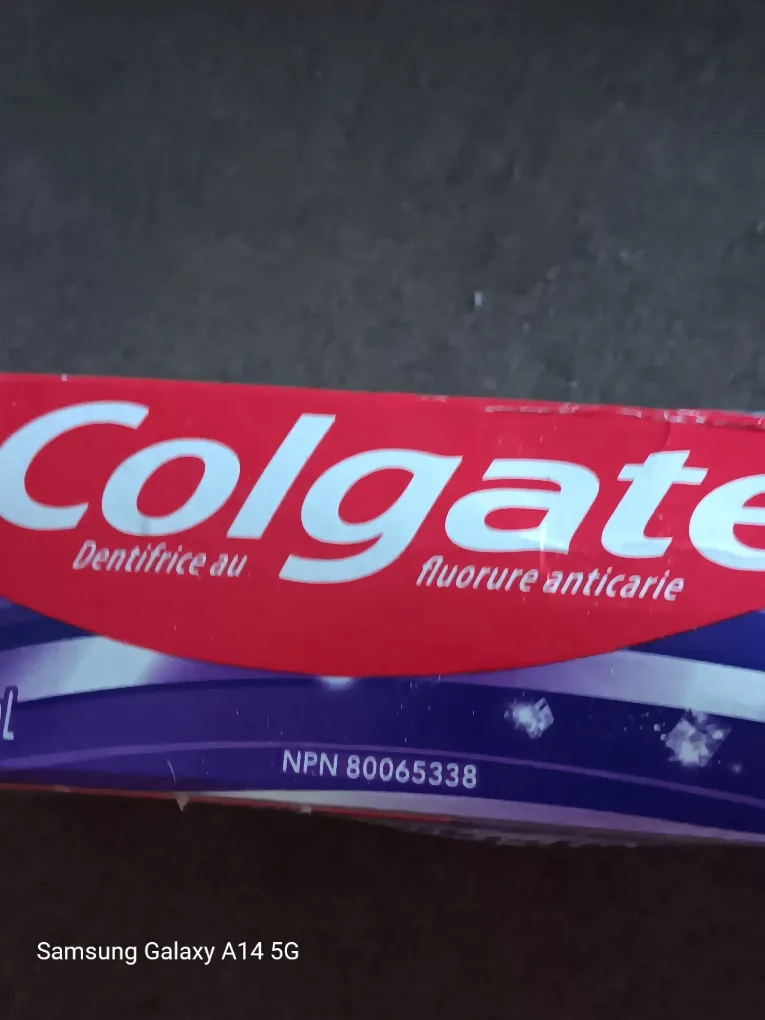 Colgate
Dentifrice au fluorure anticarie
L
NPN 80065338
Samsung Galaxy A14 5G